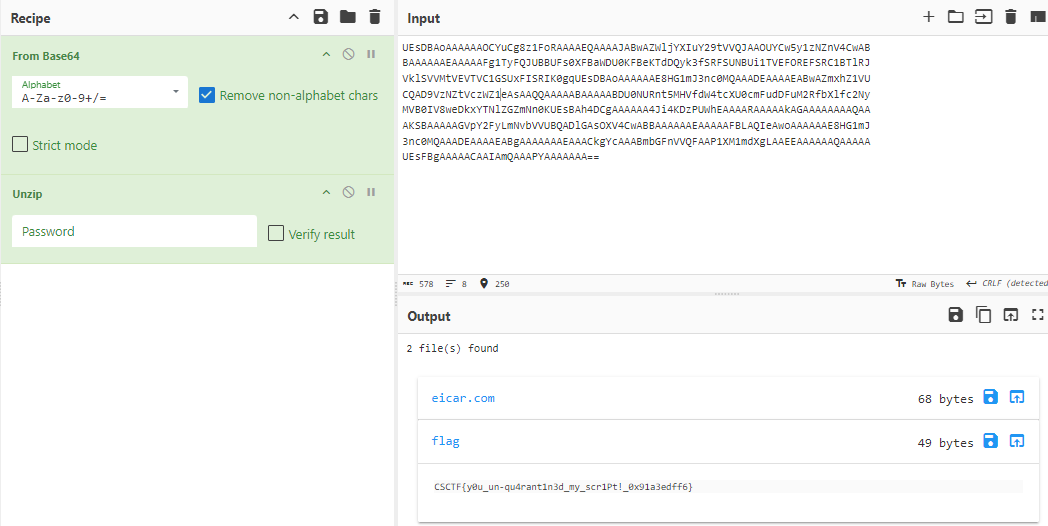 Recipe
From Base64
Alphabet
A-Za-z0-9+/=
Remove non-alphabet chars
Strict mode
Unzip
Password
Verify result
Input
UEsDBAoAAAAAAOCYuCg8z1FoRAAAAEQAAAAJABwAZWljYXIuY29tVVQJAAOUYCw5y1zNZnV4CwAB
BAAAAAAEAAAAAFg1TyFQJUBBUFs0XFBaWDU0KFBeKTdDQyk3fSRFSUNBUi1TVEFOREFSRC1BTlRJ
VklSVVMtVEVTVC1GSUxFISRIK0gqUEsDBAoAAAAAAE8HG1mJ3nc0MQAAADEAAAAEABwAZmxhZ1VU
CQAD9VzNZtVczWZ1eAsAAQQAAAAABAAAAABDU0NURnt5MHVfdW4tcXU0cmFudDFuM2RfbXlfc2Ny
MVB0IV8weDkxYTNlZGZmNn0KUEsBAh4DCgAAAAAA4Ji4KDzPUWhEAAAARAAAAAkAGAAAAAAAAQAA
AKSBAAAAAGVpY2FyLmNvbVVUBQADlGAsOXV4CwABBAAAAAAEAAAAAFBLAQIeAwoAAAAAAE8HG1mJ
3nc0MQAAADEAAAAEABgAAAAAAAEAAACkgYcAAABmbGFnVVQFAAP1XM1mdXgLAAEEAAAAAAQAAAAA
UEsFBgAAAAACAAIAmQAAAPYAAAAAAA==
578 8 250 Raw Bytes CRLF (detected
Output
2 file(s) found
eicar.com 68 bytes
flag 49 bytes
CSCTF{y0u_un-qu4rant1n3d_my_scr1Pt!_0x91a3edff6}